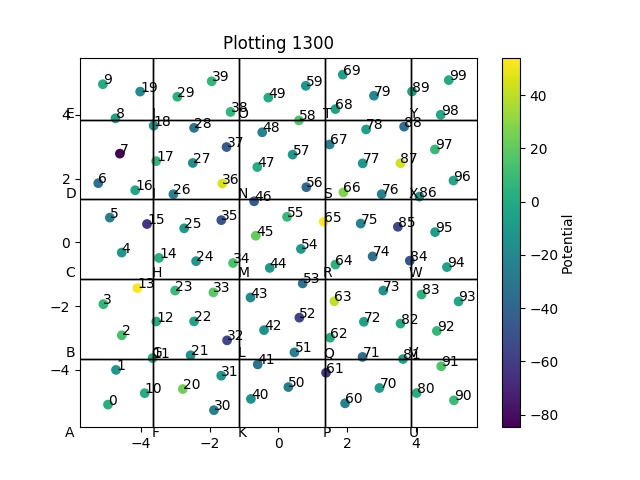 Plotting 1300
9 19 29 39 49 59 69 79 89 99
E J O T Y
4 8 18 28 38 48 58 68 78 88 98
7 17 27 37 47 57 67 77 87 97
2 6 16 26 36 46 56 66 76 86 96
D I N S X
0 5 15 25 35 45 55 65 75 85 95
4 14 24 34 44 54 64 74 84 94
C H M R W
−2 3 13 23 33 43 53 63 73 83 93
2 12 22 32 42 52 62 72 82 92
B G L Q V
−4 1 11 21 31 41 51 61 71 81 91
0 10 20 30 40 50 60 70 80 90
A F K P U
−4 −2 0 2 4
40
20
0
−20
−40
−60
−80
Potential